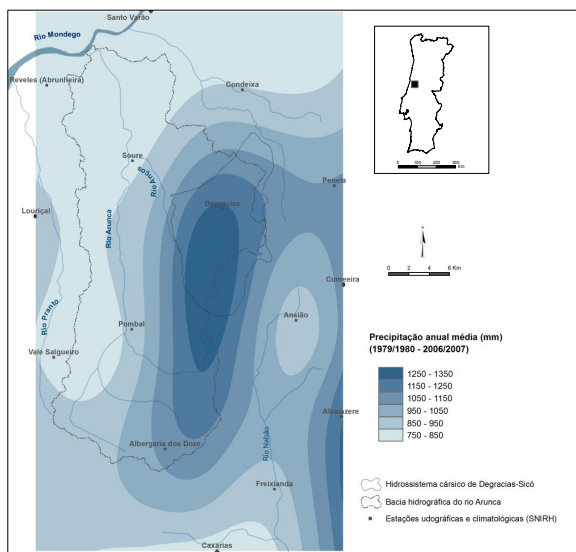 Santo Varão
Rio Mondego
Reveles (Abrunheira)
Condeixa
Soure
Rio Anços
Penela
Degracias
Louriçal
Rio Arunca
Cumeeira
Rio Pranto
Ansião
Pombal
Vale Salgueiro
Alvaiázere
Albergaria dos Doze
Rio Nabão
Freixianda
Caxarias
0 100 200 300
Km
0 2 4 6 Km
Precipitação anual média (mm)
(1979/1980 - 2006/2007)
1250 - 1350
1150 - 1250
1050 - 1150
950 - 1050
850 - 950
750 - 850
Hidrossistema cársico de Degracias-Sicó
Bacia hidrográfica do rio Arunca
Estações udográficas e climatológicas (SNIRH)